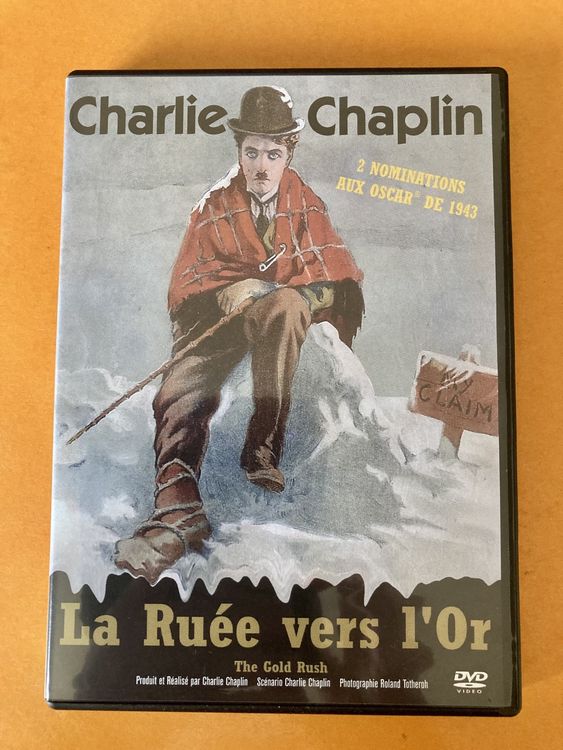 Charlie Chaplin
2 NOMINATIONS
AUX OSCAR® DE 1943
MY
CLAIM
La Ruée vers l'Or
The Gold Rush
Produit et Réalisé par Charlie Chaplin Scénario Charlie Chaplin Photographie Roland Totheroh
DVD
VIDEO